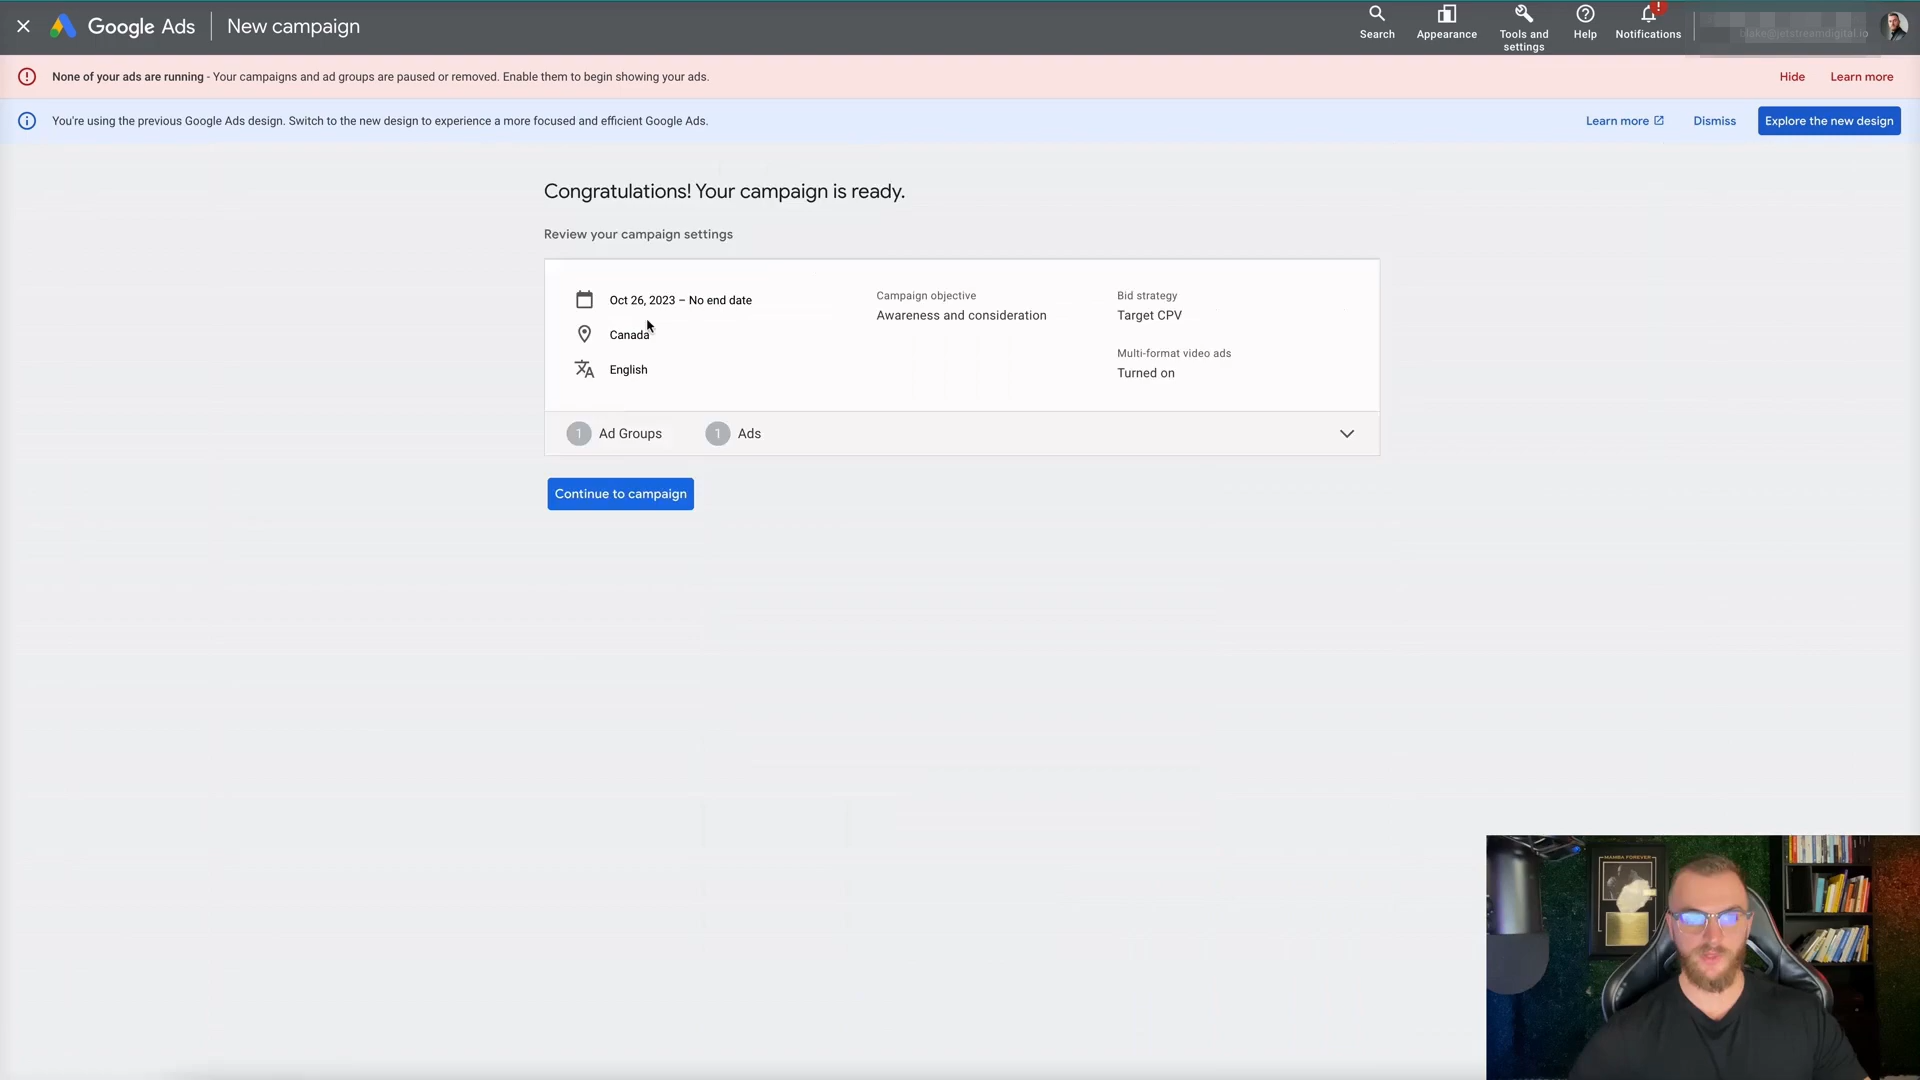 Google Ads
New campaign
Search
Appearance
Tools and
settings
Help
!
Notifications
blake@jetstreamdigital.io
None of your ads are running - Your campaigns and ad groups are paused or removed. Enable them to begin showing your ads.
Hide
Learn more
You're using the previous Google Ads design. Switch to the new design to experience a more focused and efficient Google Ads.
Learn more
Dismiss
Explore the new design
Congratulations! Your campaign is ready.
Review your campaign settings
Oct 26, 2023 – No end date
Canada
English
Campaign objective
Awareness and consideration
Bid strategy
Target CPV
Multi-format video ads
Turned on
1 Ad Groups
1 Ads
Continue to campaign
MAMBA FOREVER